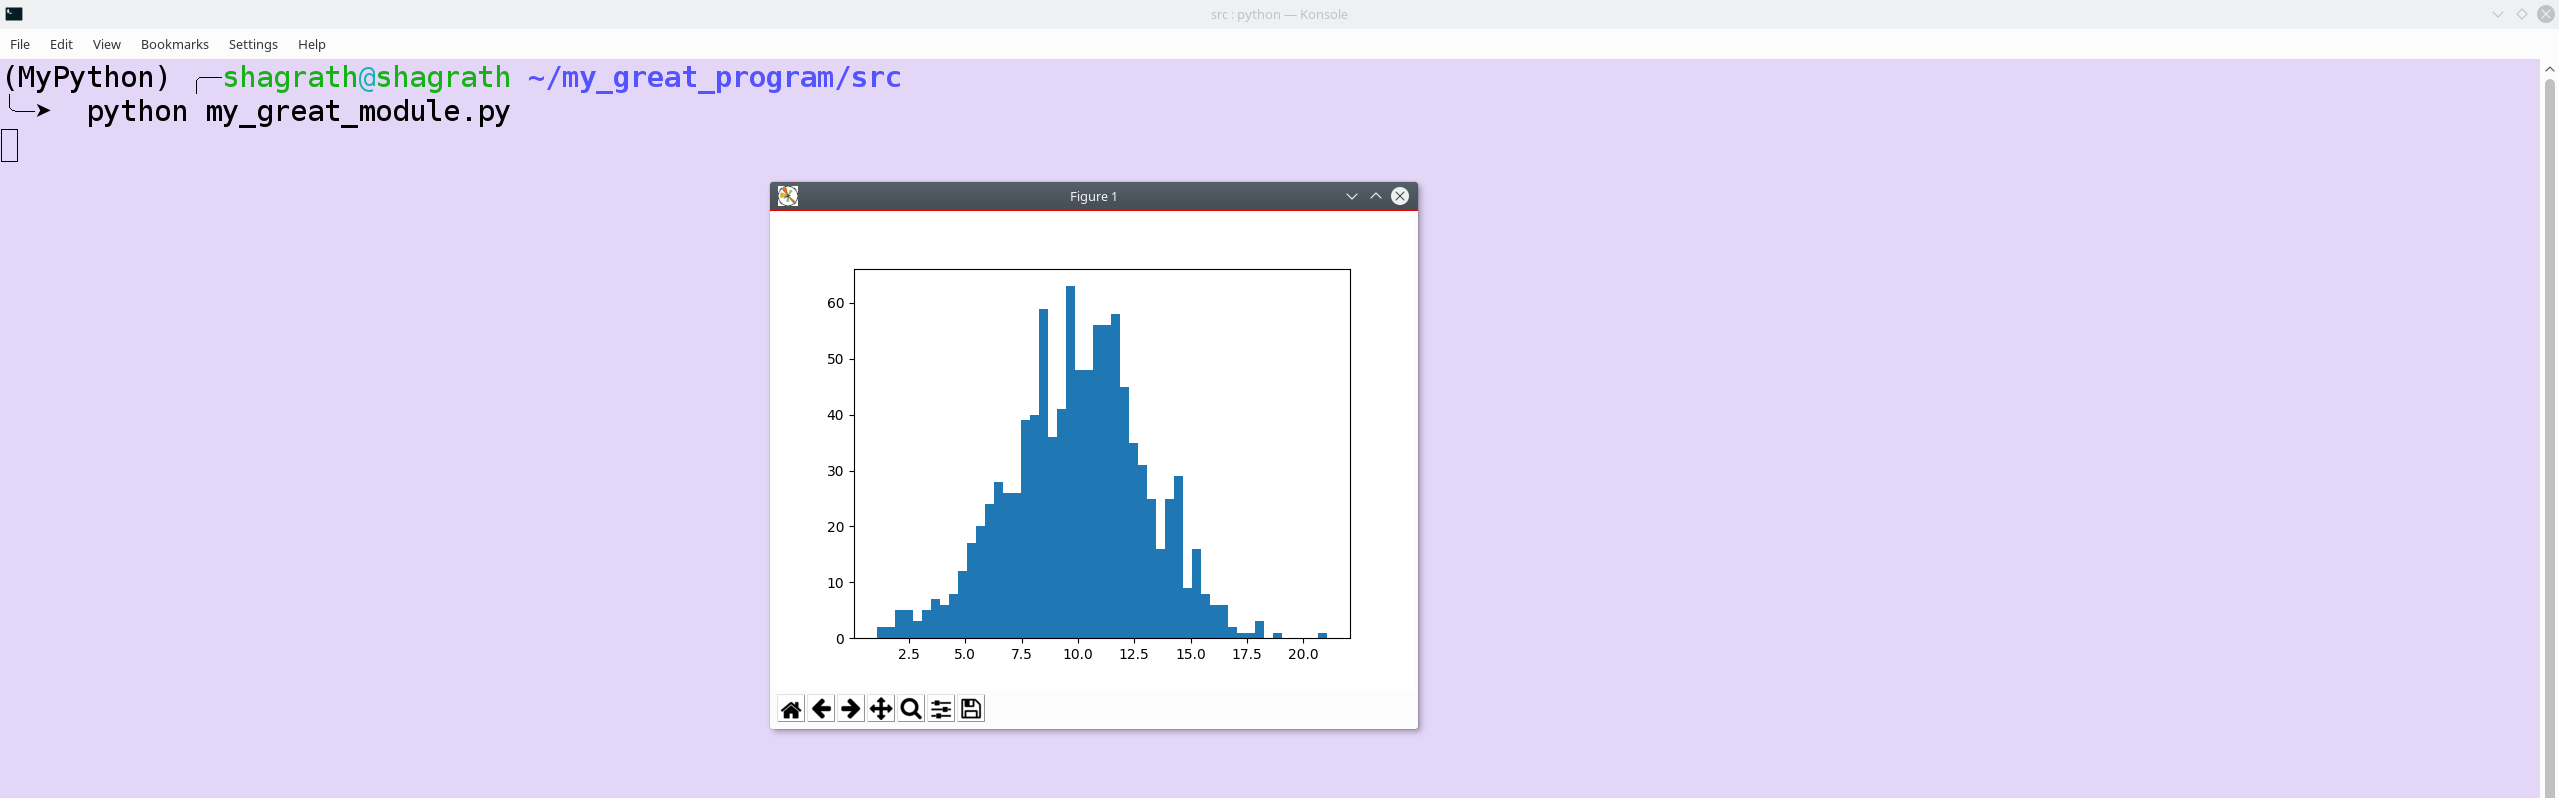 src : python — Konsole
File Edit View Bookmarks Settings Help
(MyPython) ╭─shagrath@shagrath ~/my_great_program/src
╰─➤ python my_great_module.py
Figure 1
60
50
40
30
20
10
0
2.5 5.0 7.5 10.0 12.5 15.0 17.5 20.0